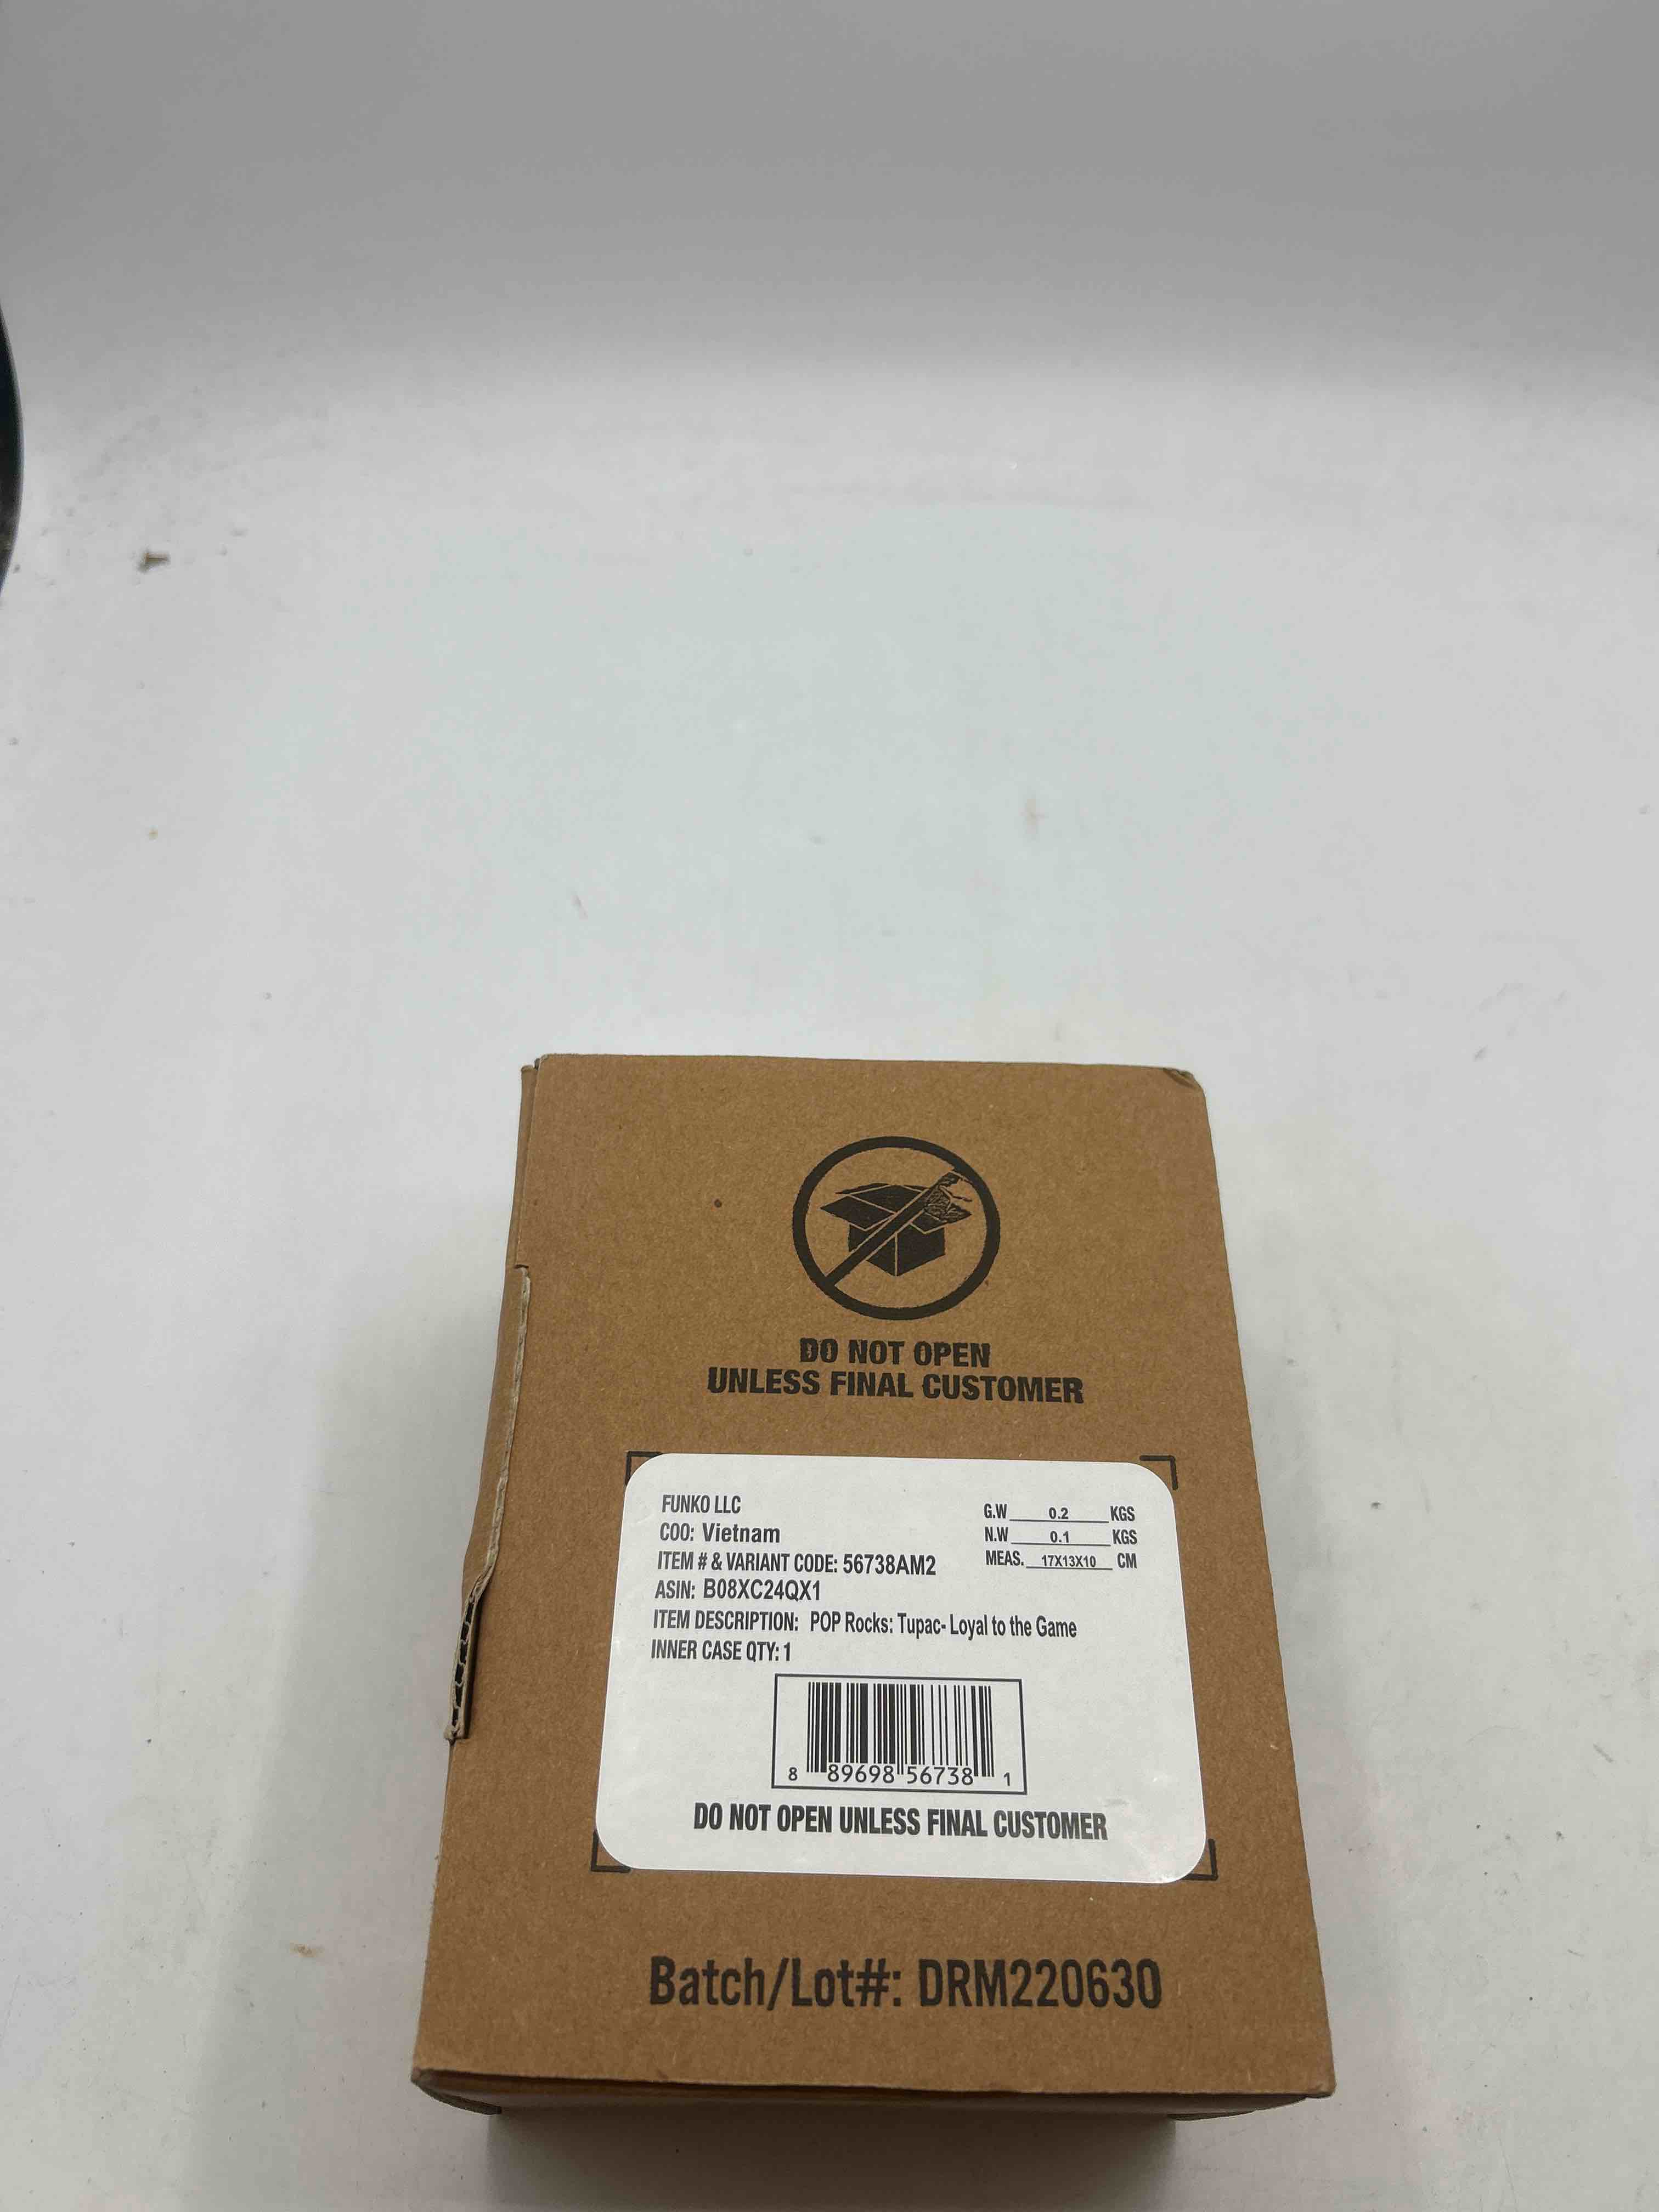 DO NOT OPEN
UNLESS FINAL CUSTOMER
FUNKO LLC
COO: Vietnam
ITEM # & VARIANT CODE: 56738AM2
ASIN: B08XC24QX1
ITEM DESCRIPTION: POP Rocks: Tupac- Loyal to the Game
INNER CASE QTY: 1
G.W 0.2 KGS
N.W 0.1 KGS
MEAS. 17X13X10 CM
8 89698 56738 1
DO NOT OPEN UNLESS FINAL CUSTOMER
Batch/Lot#: DRM220630